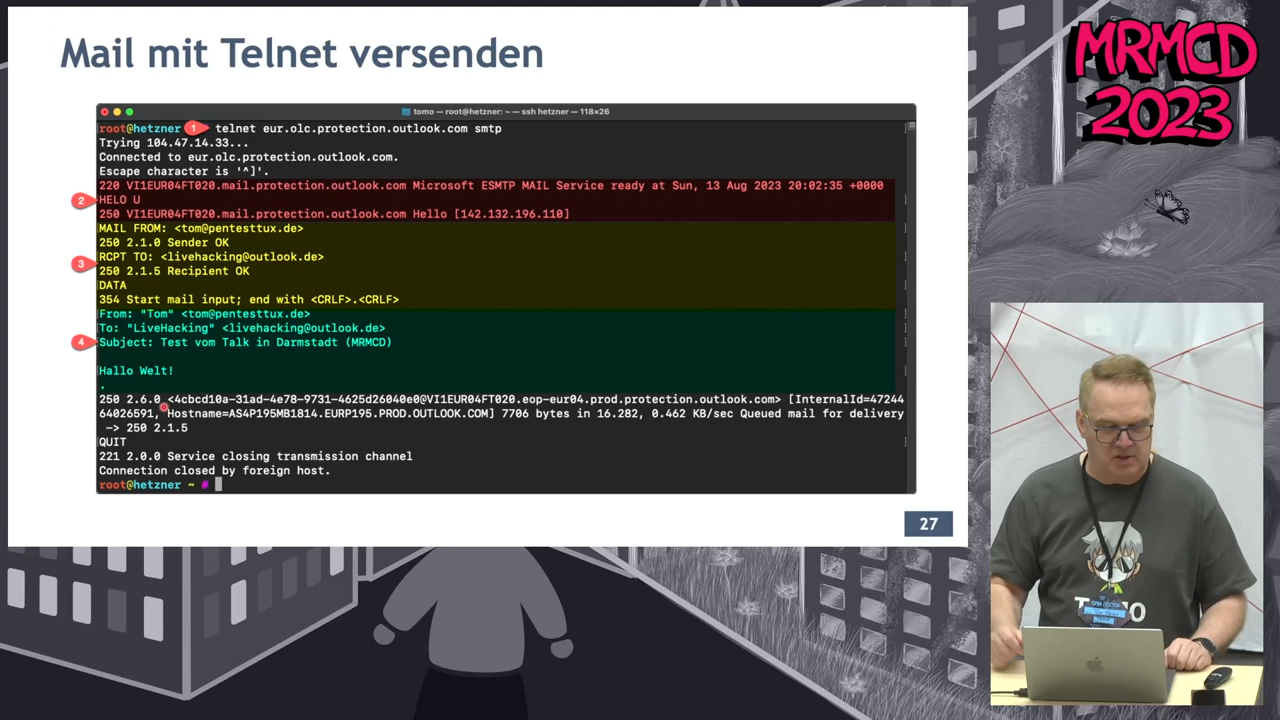 Mail mit Telnet versenden
MRMCD
2023
tomo — root@hetzner: ~ — ssh hetzner — 118×26
root@hetzner 1 telnet eur.olc.protection.outlook.com smtp
Trying 104.47.14.33...
Connected to eur.olc.protection.outlook.com.
Escape character is '^]'.
220 VI1EUR04FT020.mail.protection.outlook.com Microsoft ESMTP MAIL Service ready at Sun, 13 Aug 2023 20:02:35 +0000
2 HELO U
250 VI1EUR04FT020.mail.protection.outlook.com Hello [142.132.196.110]
MAIL FROM: <tom@pentesttux.de>
250 2.1.0 Sender OK
3 RCPT TO: <livehacking@outlook.de>
250 2.1.5 Recipient OK
DATA
354 Start mail input; end with <CRLF>.<CRLF>
From: "Tom" <tom@pentesttux.de>
To: "LiveHacking" <livehacking@outlook.de>
4 Subject: Test vom Talk in Darmstadt (MRMCD)
Hallo Welt!
.
250 2.6.0 <4cbcd10a-31ad-4e78-9731-4625d26040e0@VI1EUR04FT020.eop-eur04.prod.protection.outlook.com> [InternalId=47244
64026591, Hostname=AS4P195MB1814.EURP195.PROD.OUTLOOK.COM] 7706 bytes in 16.282, 0.462 KB/sec Queued mail for delivery
-> 250 2.1.5
QUIT
221 2.0.0 Service closing transmission channel
Connection closed by foreign host.
root@hetzner ~ #
27
SPIN DOCTOR